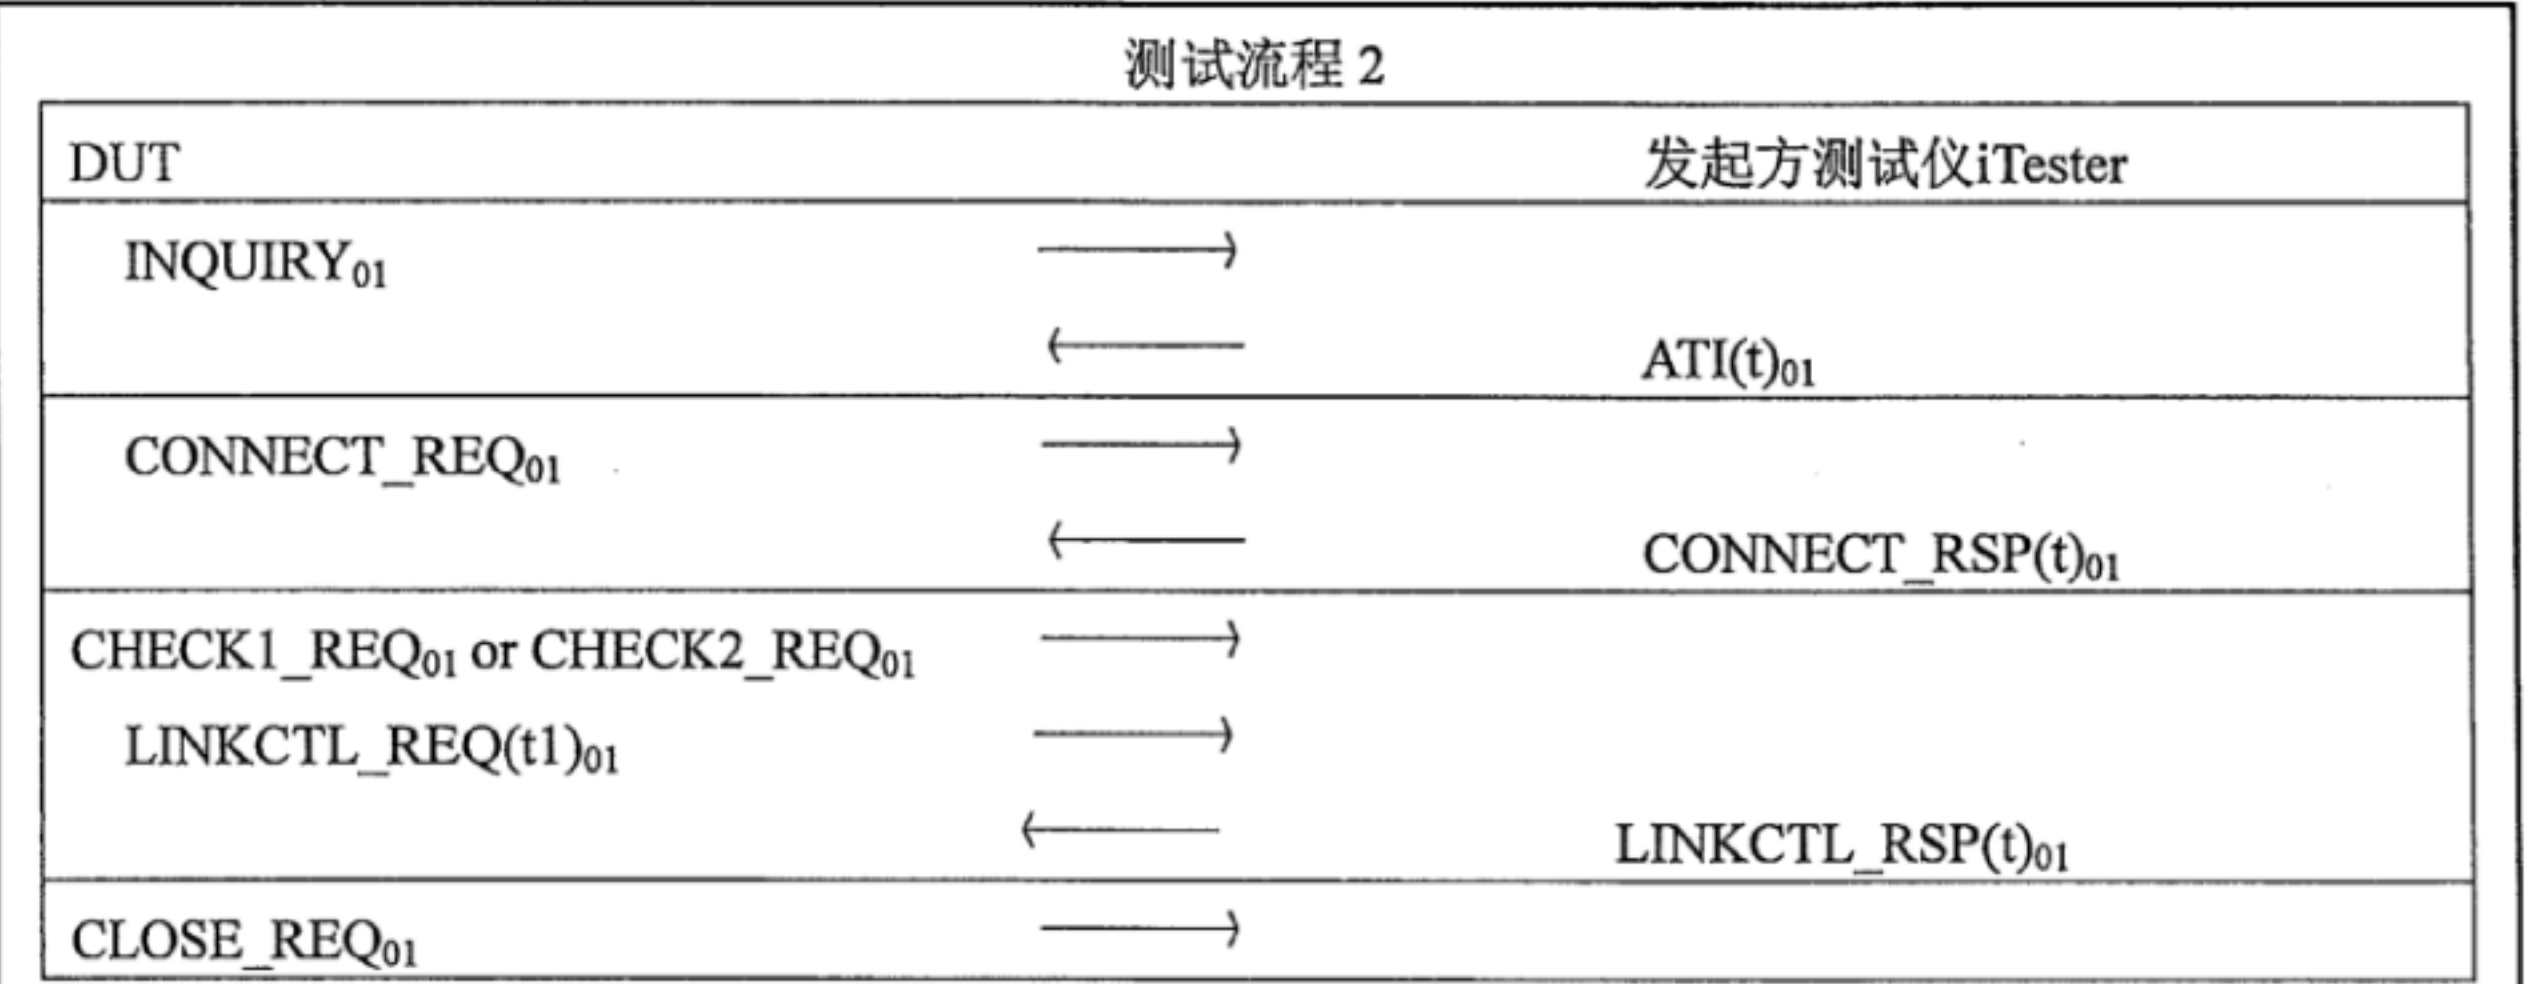 测试流程 2
DUT 发起方测试仪iTester
INQUIRY01
ATI(t)01
CONNECT_REQ01
CONNECT_RSP(t)01
CHECK1_REQ01 or CHECK2_REQ01
LINKCTL_REQ(t1)01
LINKCTL_RSP(t)01
CLOSE_REQ01